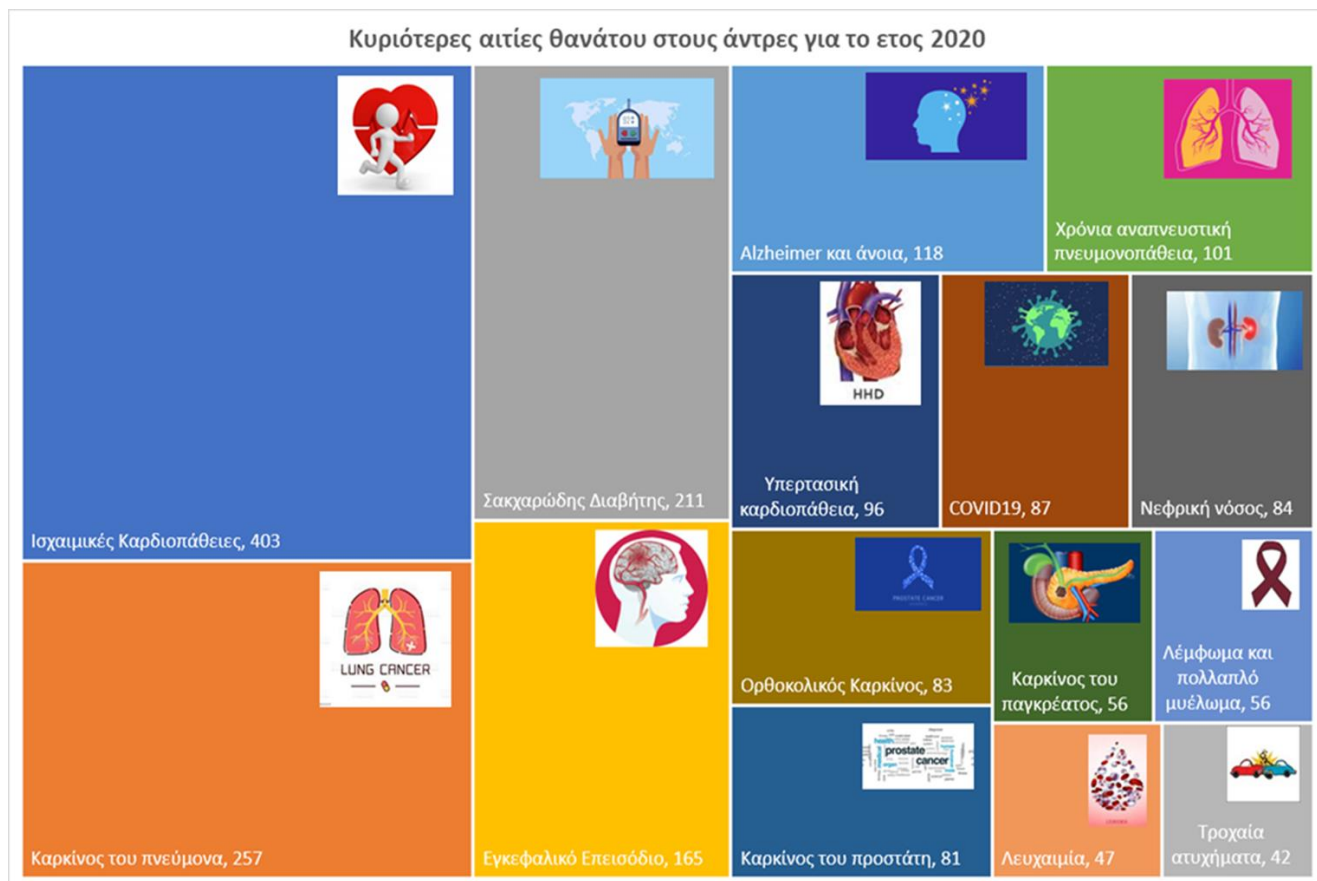 Κυριότερες αιτίες θανάτου στους άντρες για το ετος 2020
Ισχαιμικές Καρδιοπάθειες, 403
LUNG CANCER
Καρκίνος του πνεύμονα, 257
Σακχαρώδης Διαβήτης, 211
Εγκεφαλικό Επεισόδιο, 165
Alzheimer και άνοια, 118
Χρόνια αναπνευστική
πνευμονοπάθεια, 101
HHD
Υπερτασική
καρδιοπάθεια, 96
COVID19, 87
Νεφρική νόσος, 84
PROSTATE CANCER
Ορθοκολικός Καρκίνος, 83
Καρκίνος του
παγκρέατος, 56
Λέμφωμα και
πολλαπλό
μυέλωμα, 56
health
medical
organ
prostate
cancer
Καρκίνος του προστάτη, 81
Λευχαιμία, 47
Τροχαία
ατυχήματα, 42